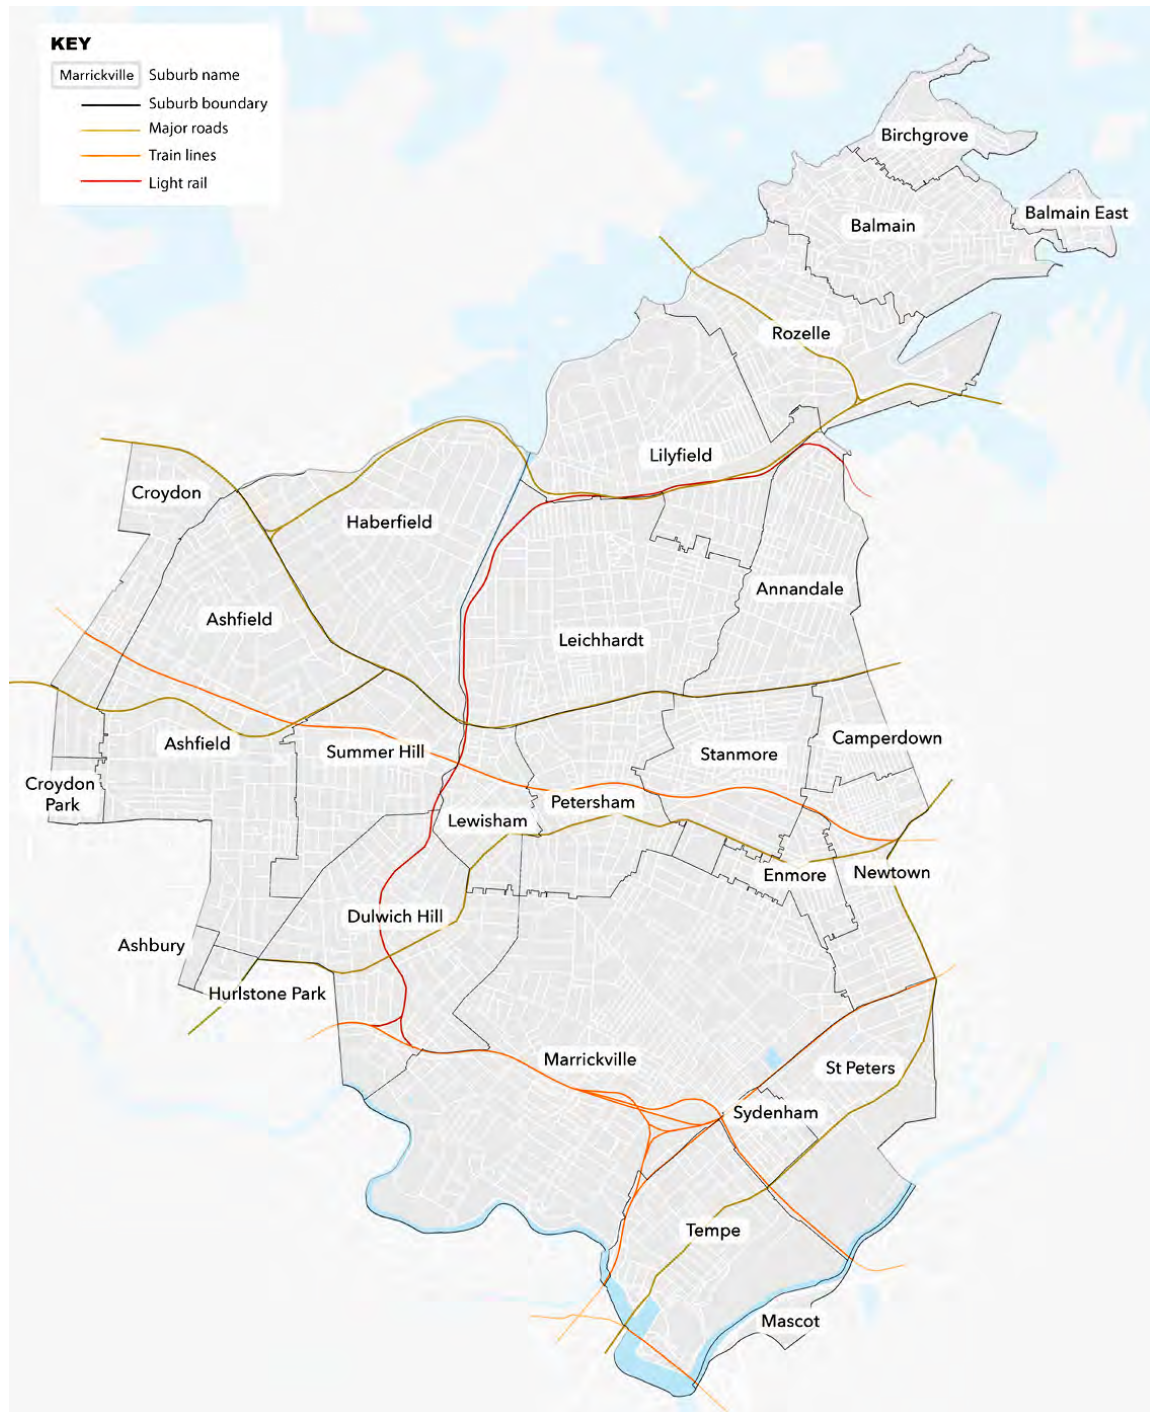 KEY
Marrickville Suburb name
Suburb boundary
Major roads
Train lines
Light rail
Birchgrove
Balmain East
Balmain
Rozelle
Lilyfield
Croydon
Haberfield
Annandale
Ashfield
Leichhardt
Camperdown
Ashfield
Summer Hill
Stanmore
Croydon
Park
Petersham
Lewisham
Enmore
Newtown
Dulwich Hill
Ashbury
Hurlstone Park
Marrickville
St Peters
Sydenham
Tempe
Mascot